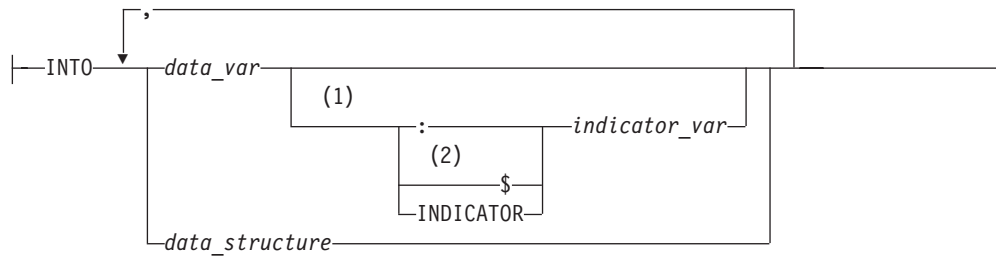 ,
INTO data_var
(1)
: indicator_var
(2)
$
INDICATOR
data_structure